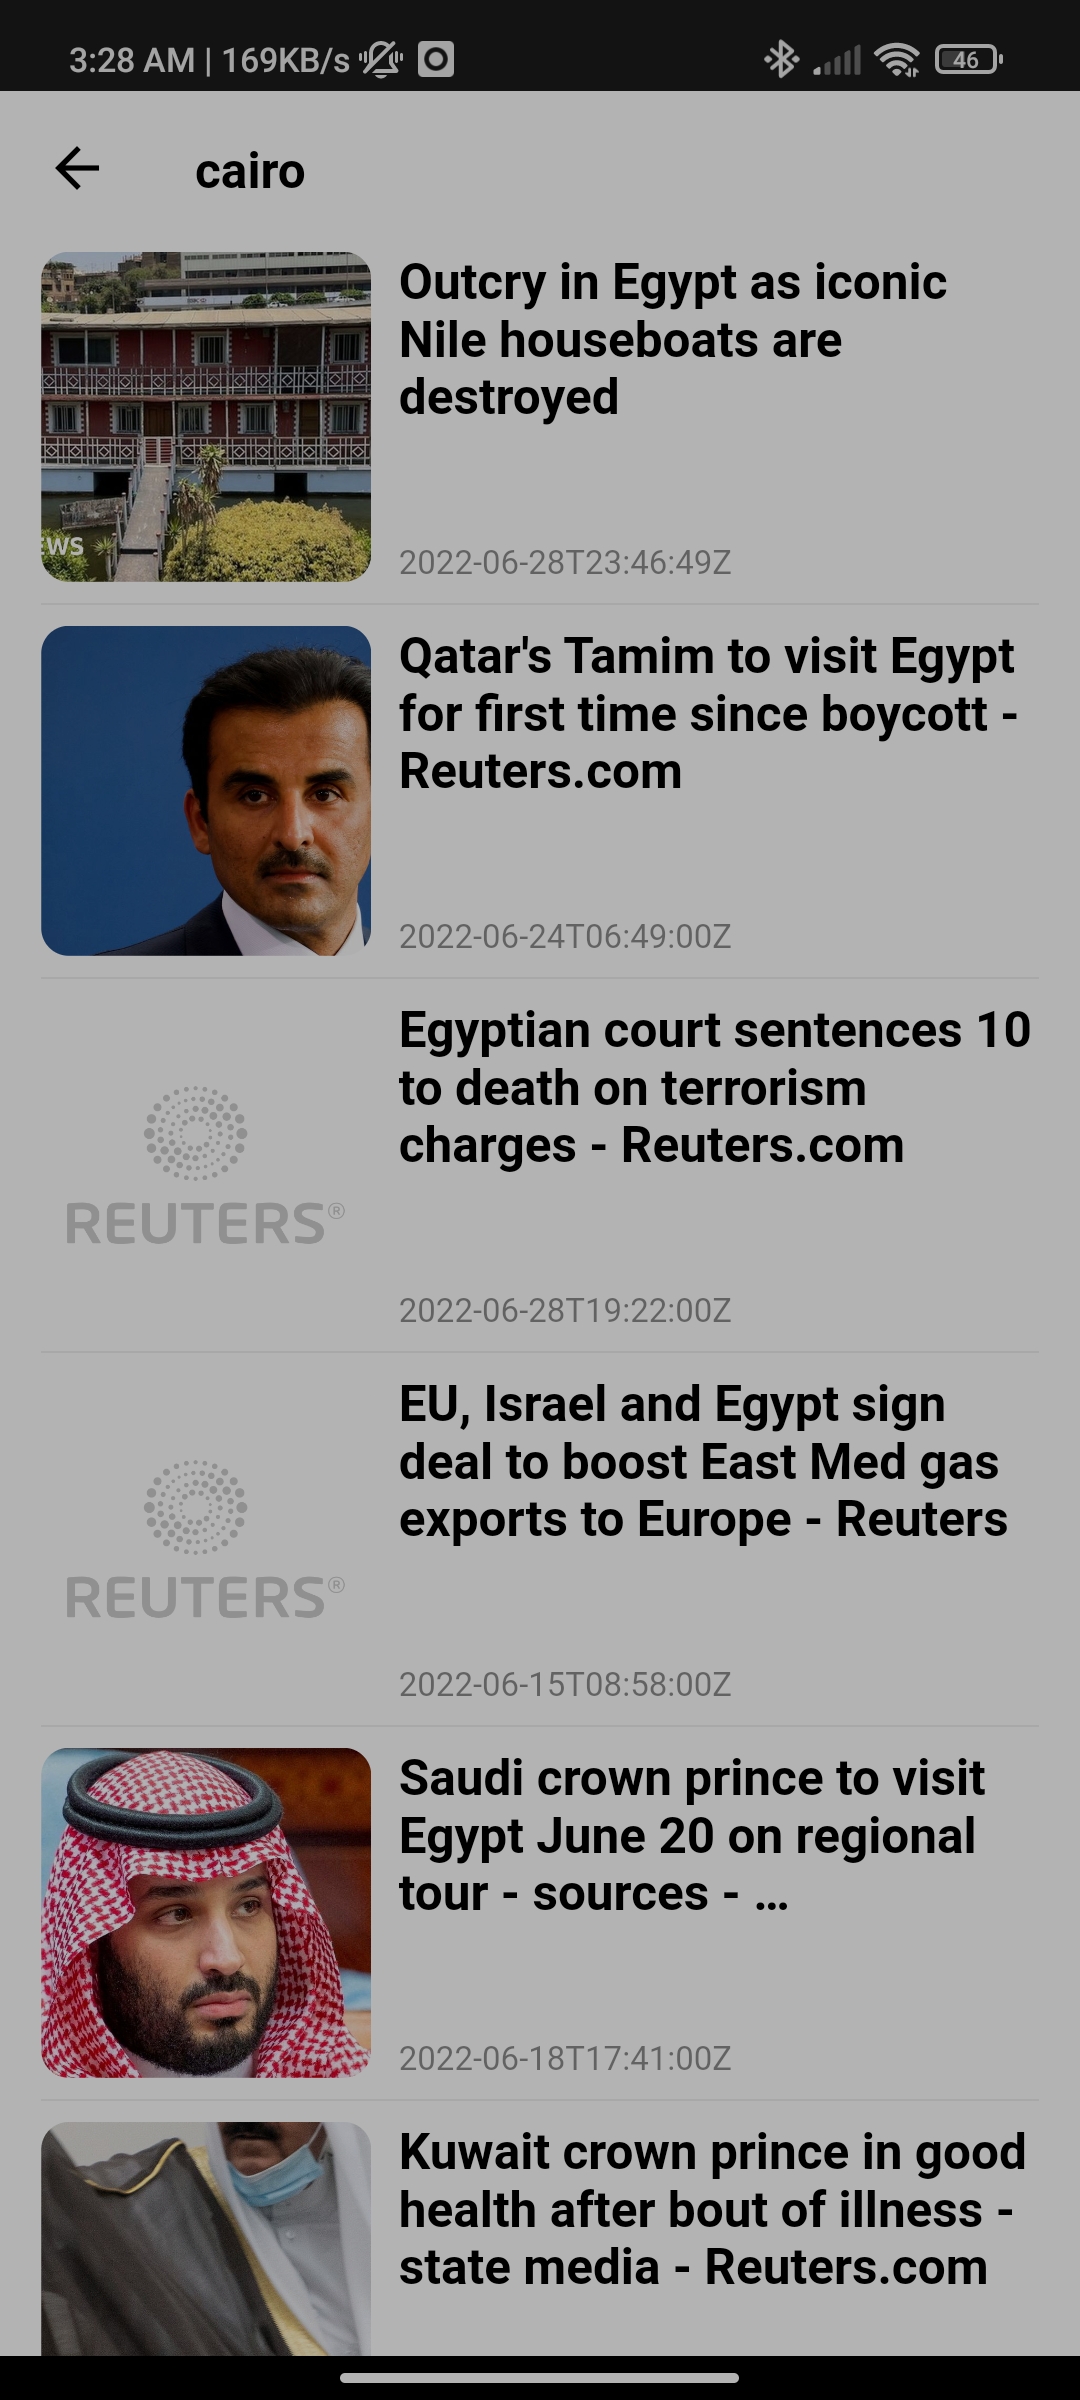 3:28 AM | 169KB/s
46
cairo
Outcry in Egypt as iconic
Nile houseboats are
destroyed
EWS
2022-06-28T23:46:49Z
Qatar's Tamim to visit Egypt
for first time since boycott -
Reuters.com
2022-06-24T06:49:00Z
Egyptian court sentences 10
to death on terrorism
charges - Reuters.com
REUTERS®
2022-06-28T19:22:00Z
EU, Israel and Egypt sign
deal to boost East Med gas
exports to Europe - Reuters
REUTERS®
2022-06-15T08:58:00Z
Saudi crown prince to visit
Egypt June 20 on regional
tour - sources - ...
2022-06-18T17:41:00Z
Kuwait crown prince in good
health after bout of illness -
state media - Reuters.com